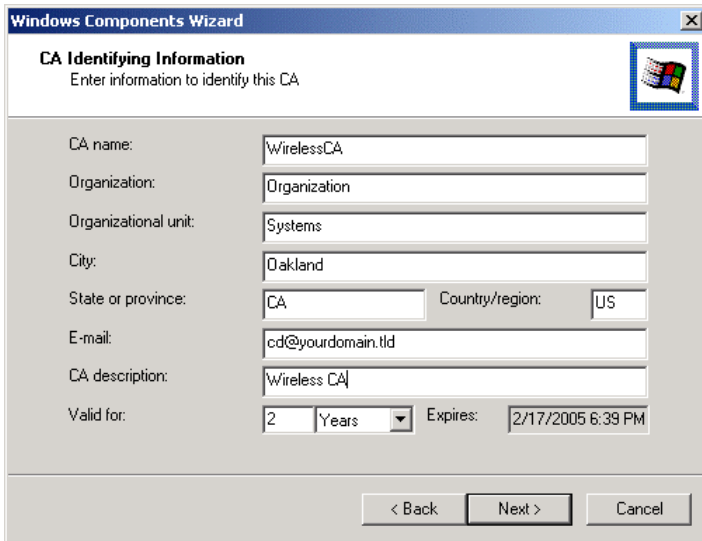 Windows Components Wizard
CA Identifying Information
Enter information to identify this CA
CA name: WirelessCA
Organization: Organization
Organizational unit: Systems
City: Oakland
State or province: CA Country/region: US
E-mail: cd@yourdomain.tld
CA description: Wireless CA
Valid for: 2 Years Expires: 2/17/2005 6:39 PM
< Back Next > Cancel